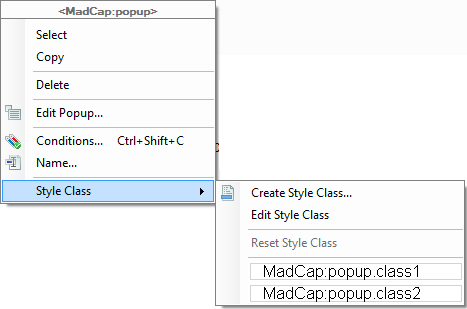 <MadCap:popup>
Select
Copy
Delete
Edit Popup...
Conditions... Ctrl+Shift+C
Name...
Style Class
Create Style Class...
Edit Style Class
Reset Style Class
MadCap:popup.class1
MadCap:popup.class2